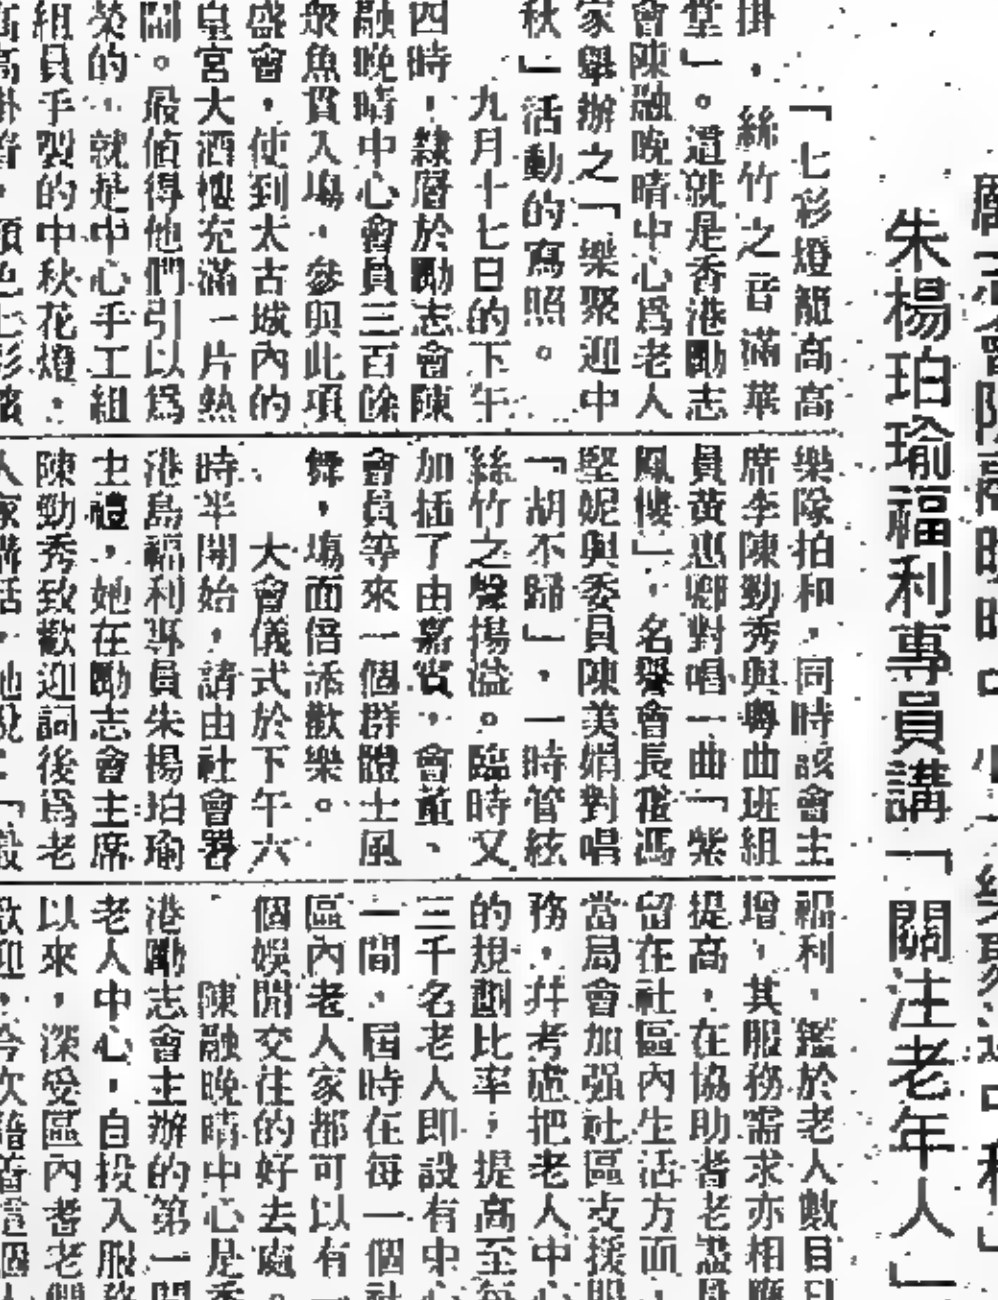 朱楊珀瑜福利專員講「關注老年人」
「七彩燈籠高高
掛，絲竹之音滿華
堂」。這就是香港勵志
會陳融晚晴中心爲老人
家舉辦之「樂聚迎中
秋」活動的寫照。
九月十七日的下午
四時，隸屬於勵志會陳
融晚晴中心會員三百餘
衆魚貫入塲，參與此項
盛會，使到太古城內的
皇宮大酒樓充滿一片熱
鬧。最值得他們引以爲
榮的，就是中心手工組
組員手製的中秋花燈，
樂隊拍和，同時該會主
席李陳勁秀與粵曲班組
員黃惠卿對唱一曲「紫
鳳樓」，名譽會長 馮
堅妮與委員陳美娟對唱
「胡不歸」，一時管絃
絲竹之聲揚溢。臨時又
加插了由嘉賓，會董、
會員等來一個群體士風
舞，塲面倍添歡樂。
大會儀式於下午六
時半開始，請由社會署
港島福利專員朱楊珀瑜
主禮，她在勵志會主席
陳勁秀致歡迎詞後爲老
人家講話，她說：「
福利，鑑於老人數目日
增，其服務需求亦相應
提高，在協助耆老
留在社區內生活方面，
當局會加强社區支援服
務，幷考慮把老人中心
的規劃比率，提高至每
三千名老人即設有中心
一間，屆時在每一個社
區內老人家都可以有一
個娛閒交往的好去處。
陳融晚晴中心是香
港勵志會主辦的第一間
老人中心，自投入服務
以來，深受區內耆老們
歡迎，今次藉着這個